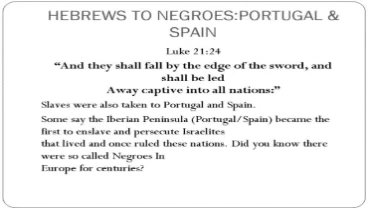 HEBREWS TO NEGROES:PORTUGAL &
SPAIN
Luke 21:24
“And they shall fall by the edge of the sword, and
shall be led
Away captive into all nations:”
Slaves were also taken to Portugal and Spain.
Some say the Iberian Peninsula (Portugal/Spain) became the
first to enslave and persecute Israelites
that lived and once ruled these nations. Did you know there
were so called Negroes In
Europe for centuries?